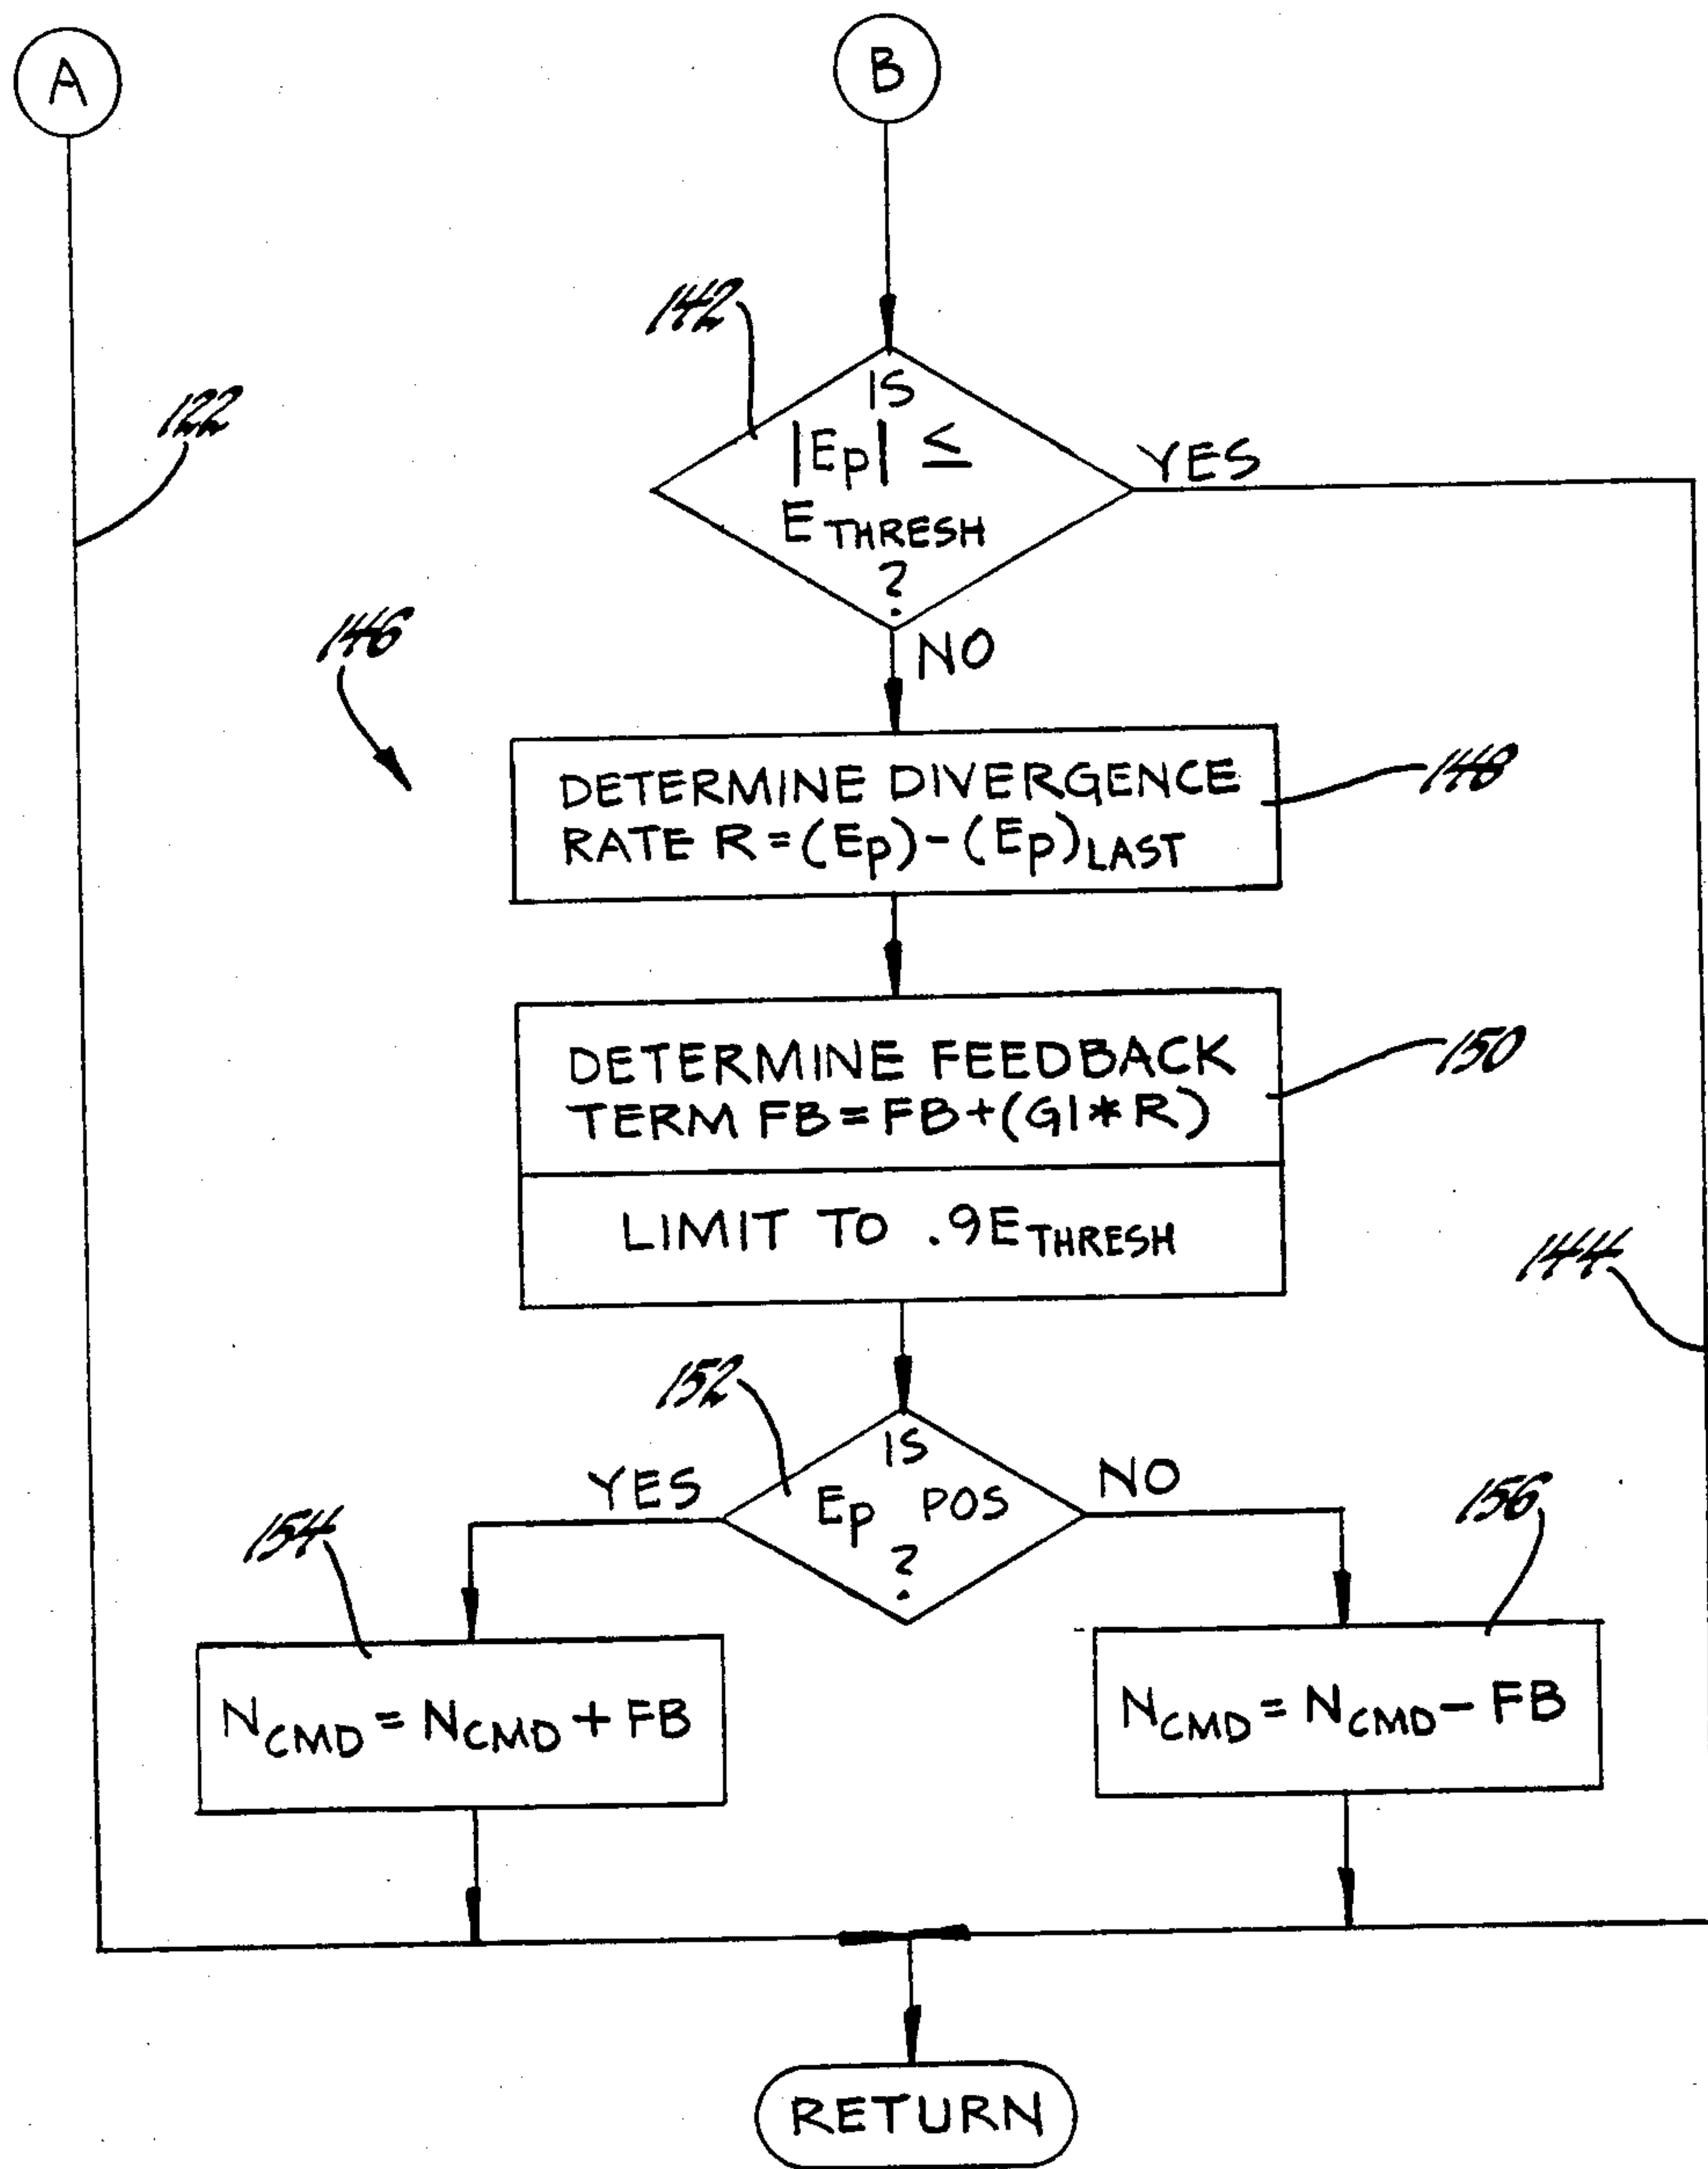 A
B
142
IS
|Ep| ≤
E THRESH
?
YES
122
146
NO
DETERMINE DIVERGENCE
RATE R = (Ep) - (Ep)LAST
148
DETERMINE FEEDBACK
TERM FB = FB + (G1 * R)
150
LIMIT TO .9ETHRESH
144
152
IS
Ep POS
?
YES
NO
154
156
NCMD = NCMD + FB
NCMD = NCMD - FB
RETURN